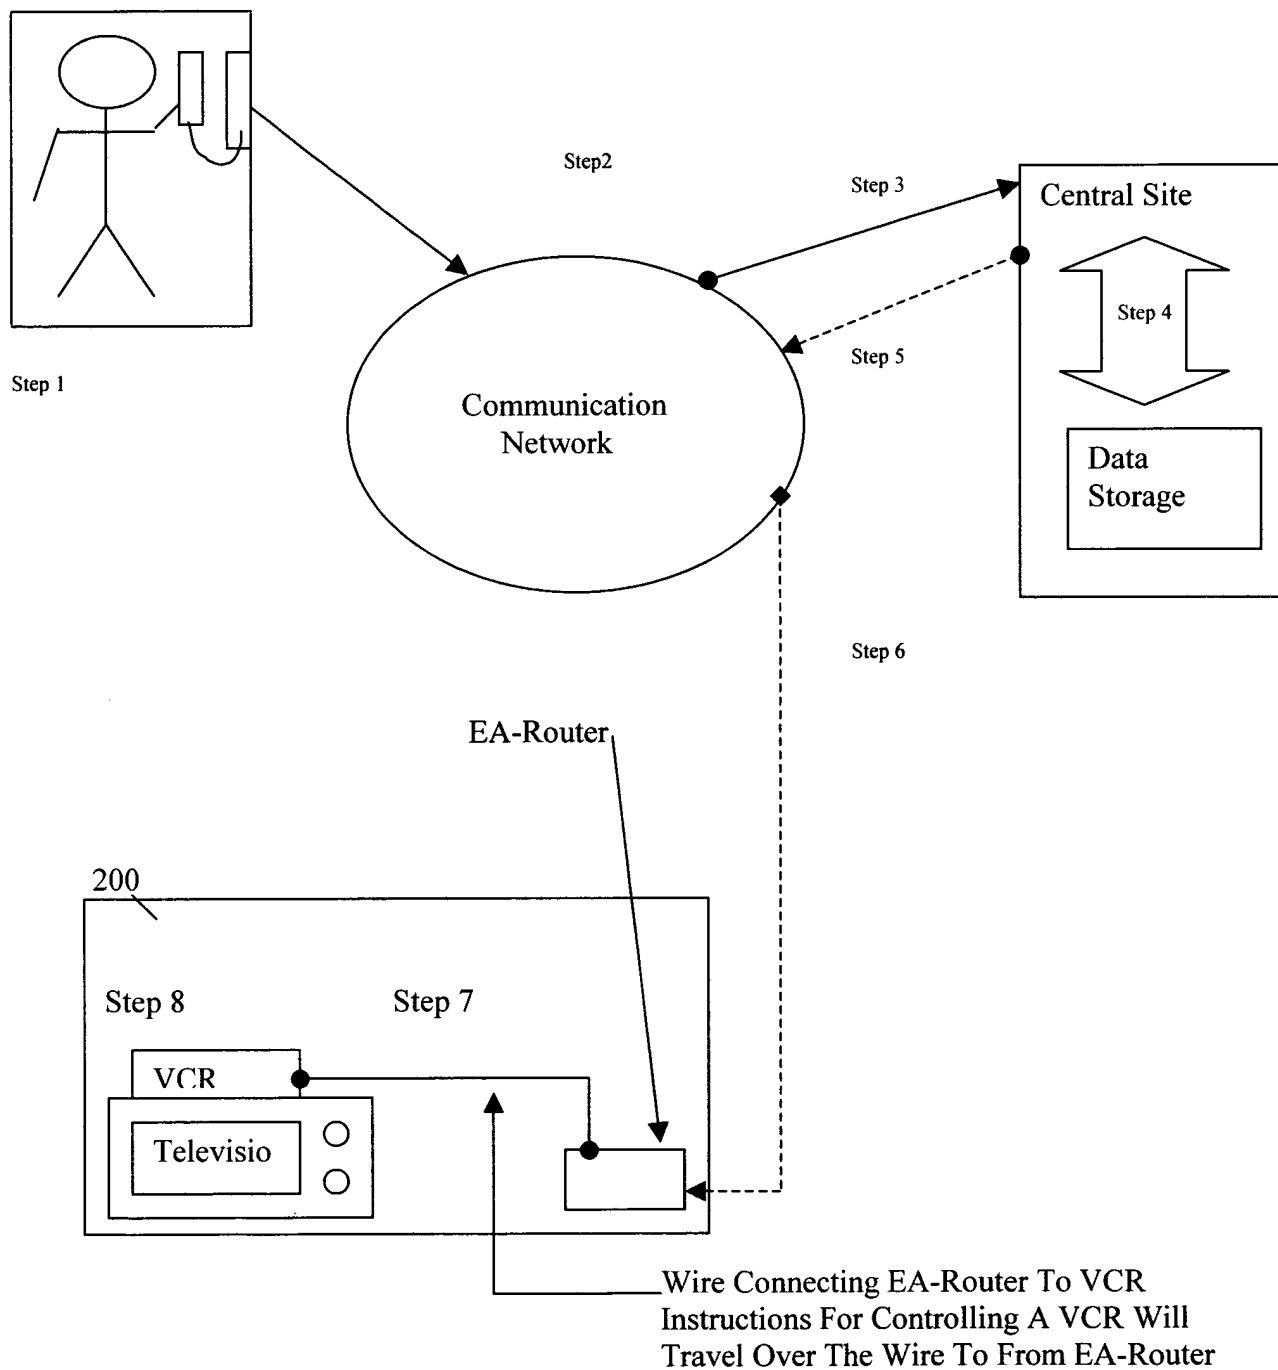 Step2
Step 3
Central Site
Step 4
Step 5
Step 1
Communication
Network
Data
Storage
Step 6
EA-Router
200
Step 8
Step 7
VCR
Televisio
Wire Connecting EA-Router To VCR
Instructions For Controlling A VCR Will
Travel Over The Wire To From EA-Router